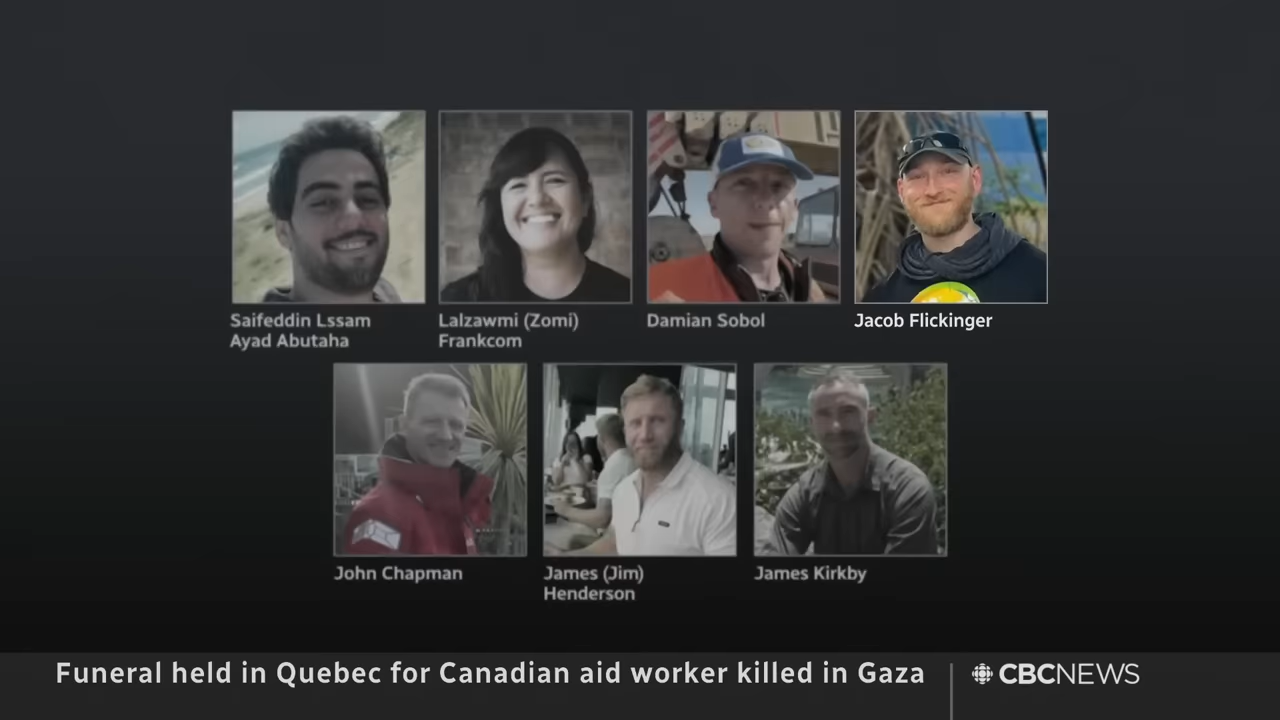 Saifeddin Lssam
Ayad Abutaha
Lalzawmi (Zomi)
Frankcom
Damian Sobol
Jacob Flickinger
John Chapman
James (Jim)
Henderson
James Kirkby
Funeral held in Quebec for Canadian aid worker killed in Gaza
CBCNEWS